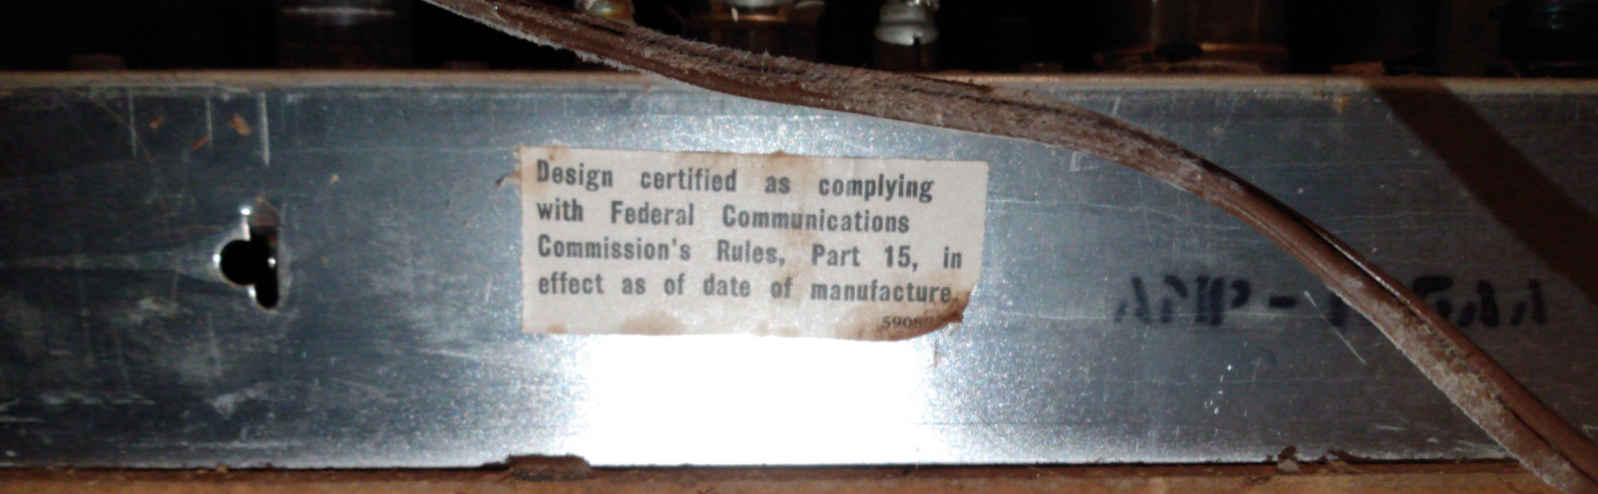 Design certified as complying
with Federal Communications
Commission's Rules, Part 15, in
effect as of date of manufacture.